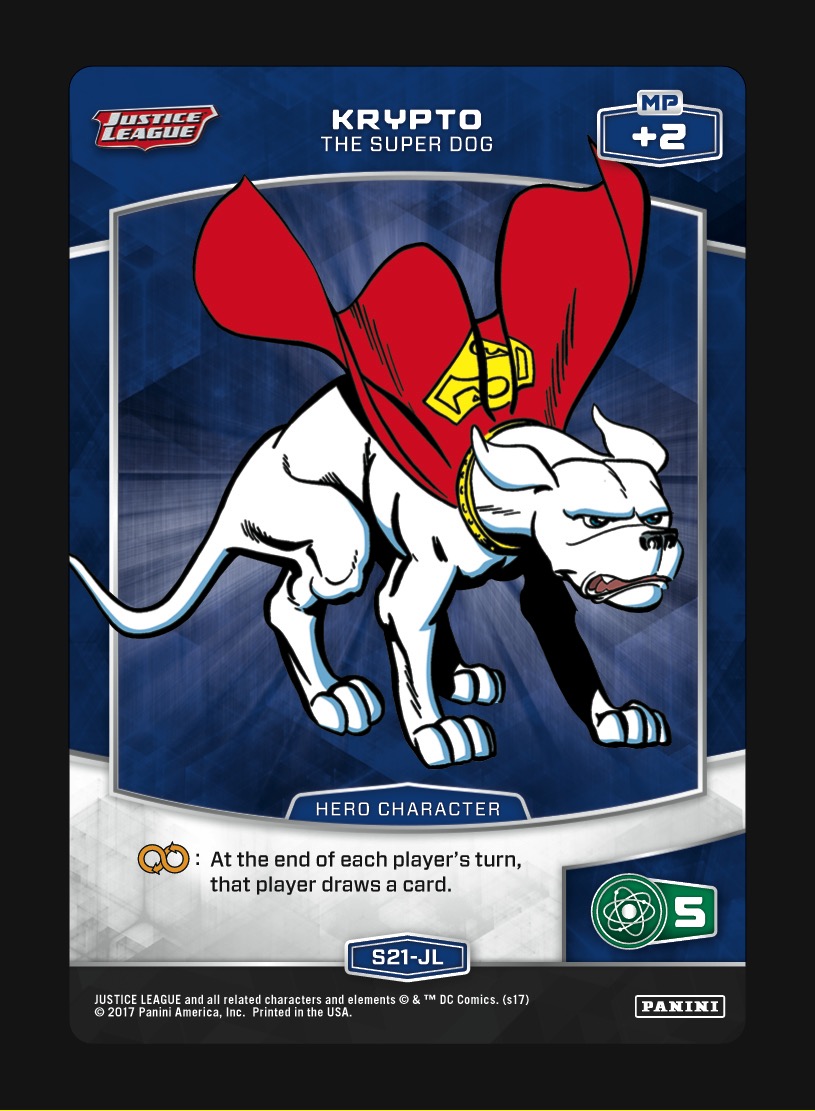 JUSTICE
LEAGUE
KRYPTO
THE SUPER DOG
MP
+2
HERO CHARACTER
: At the end of each player's turn,
that player draws a card.
5
S21-JL
JUSTICE LEAGUE and all related characters and elements © & ™ DC Comics. (s17)
© 2017 Panini America, Inc.  Printed in the USA.
PANINI